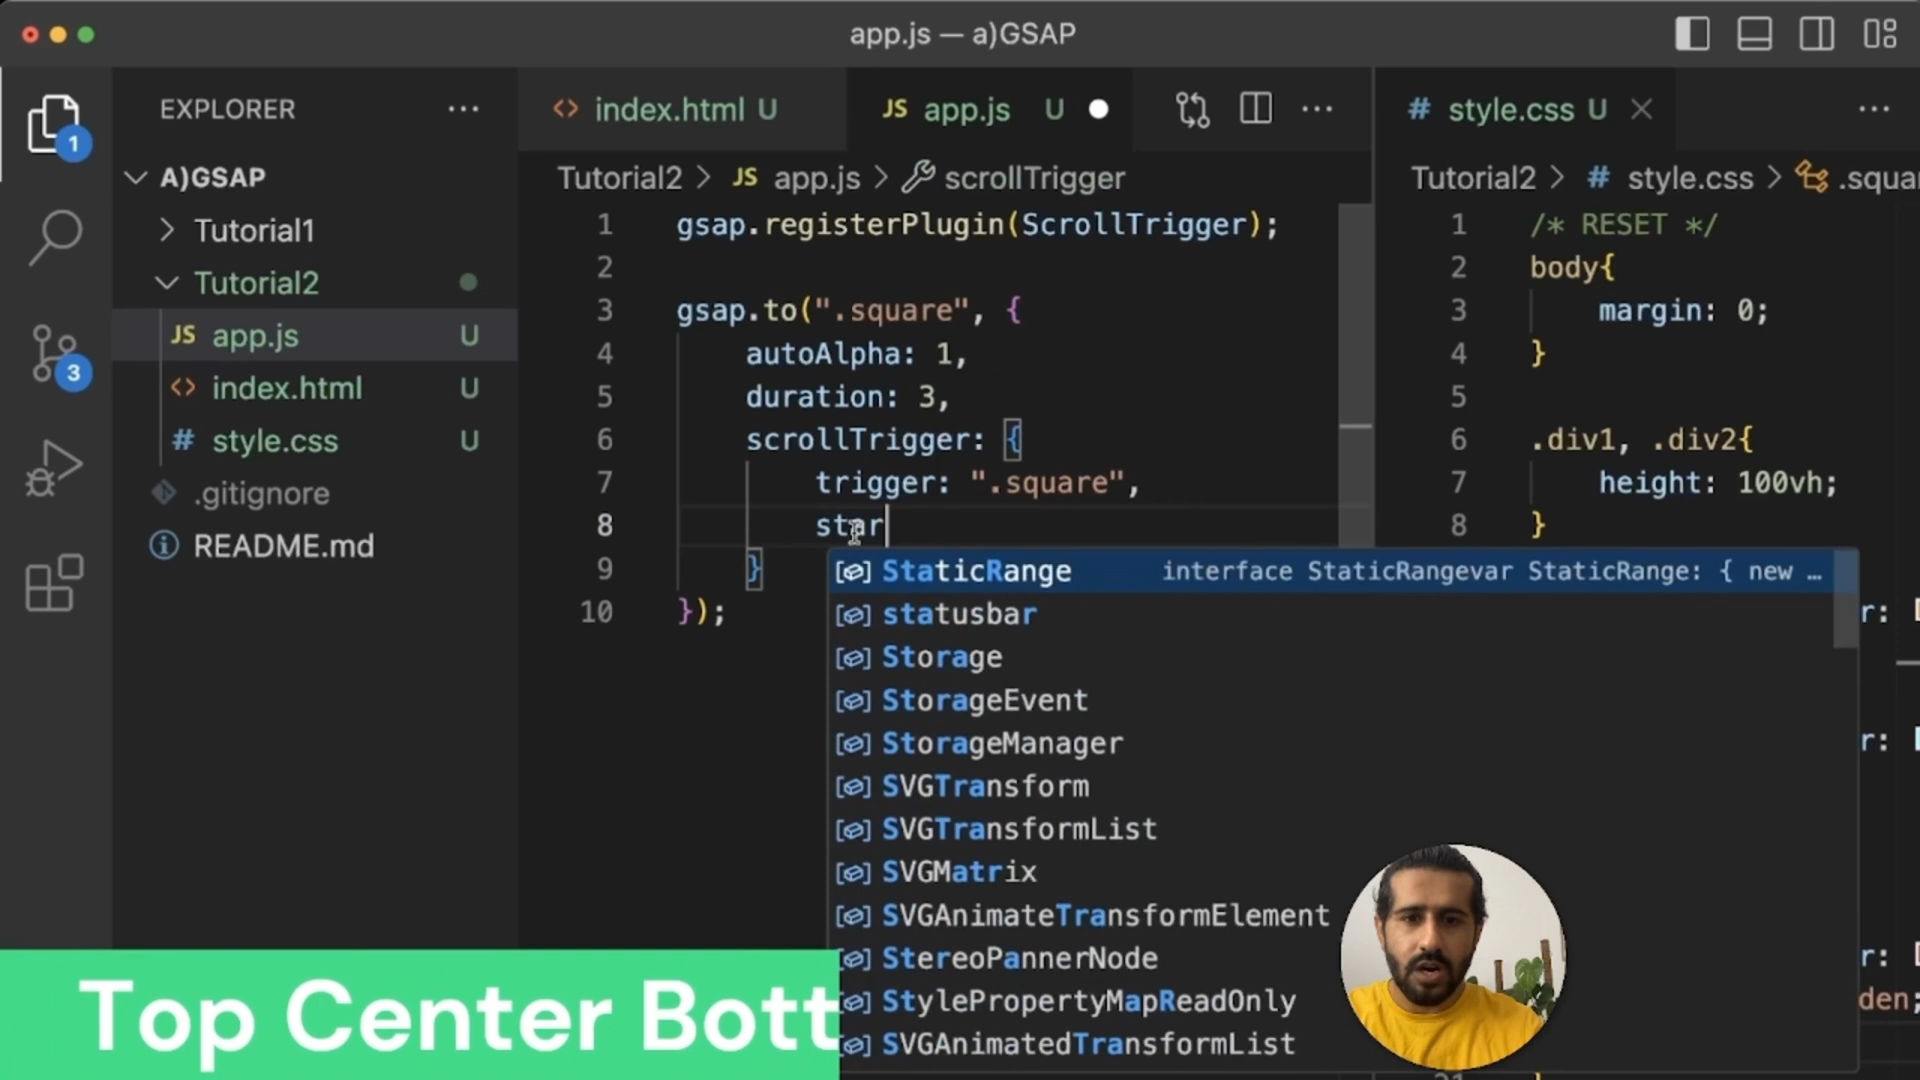 app.js — a)GSAP
EXPLORER
A)GSAP
Tutorial1
Tutorial2
app.js U
index.html U
style.css U
.gitignore
README.md
1
3
index.html U
JS app.js U
Tutorial2 > JS app.js > scrollTrigger
1 gsap.registerPlugin(ScrollTrigger);
2
3 gsap.to(".square", {
4 autoAlpha: 1,
5 duration: 3,
6 scrollTrigger: {
7 trigger: ".square",
8 star
9 }
10 });
StaticRange interface StaticRangevar StaticRange: { new …
statusbar
Storage
StorageEvent
StorageManager
SVGTransform
SVGTransformList
SVGMatrix
SVGAnimateTransformElement
StereoPannerNode
StylePropertyMapReadOnly
SVGAnimatedTransformList
# style.css U
Tutorial2 > # style.css >
1 /* RESET */
2 body{
3 margin: 0;
4 }
5
6 .div1, .div2{
7 height: 100vh;
8 }
r:
r:
r:
den;
Top Center Bott